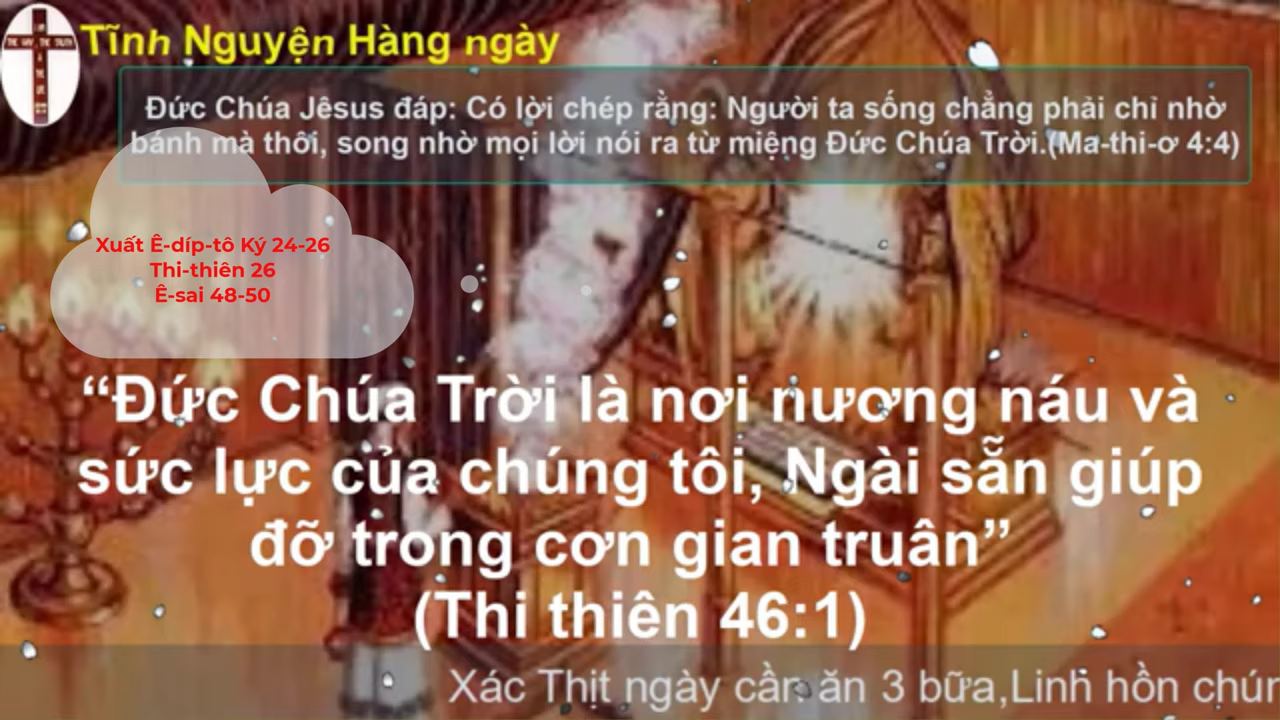 Tĩnh Nguyện Hàng ngày
Đức Chúa Jêsus đáp: Có lời chép rằng: Người ta sống chẳng phải chỉ nhờ
bánh mà thôi, song nhờ mọi lời nói ra từ miệng Đức Chúa Trời.(Ma-thi-ơ 4:4)
Xuất Ê-díp-tô Ký 24-26
Thi-thiên 26
Ê-sai 48-50
“Đức Chúa Trời là nơi nương náu và
sức lực của chúng tôi, Ngài sẵn giúp
đỡ trong cơn gian truân”
(Thi thiên 46:1)
Xác Thịt ngày cần ăn 3 bữa,Linh hồn